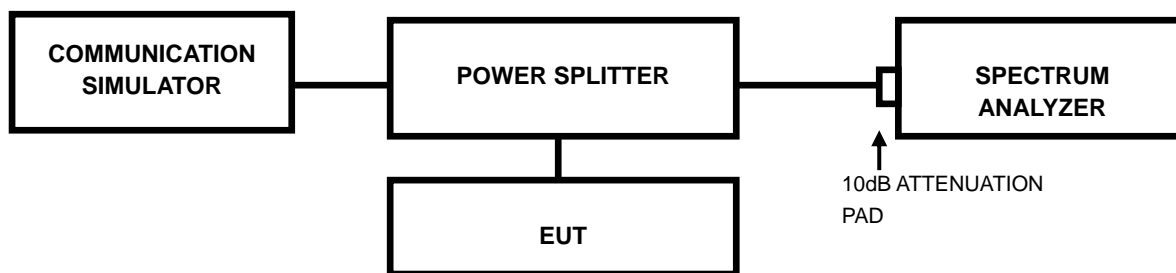 COMMUNICATION
SIMULATOR
POWER SPLITTER
SPECTRUM
ANALYZER
10dB ATTENUATION
PAD
EUT